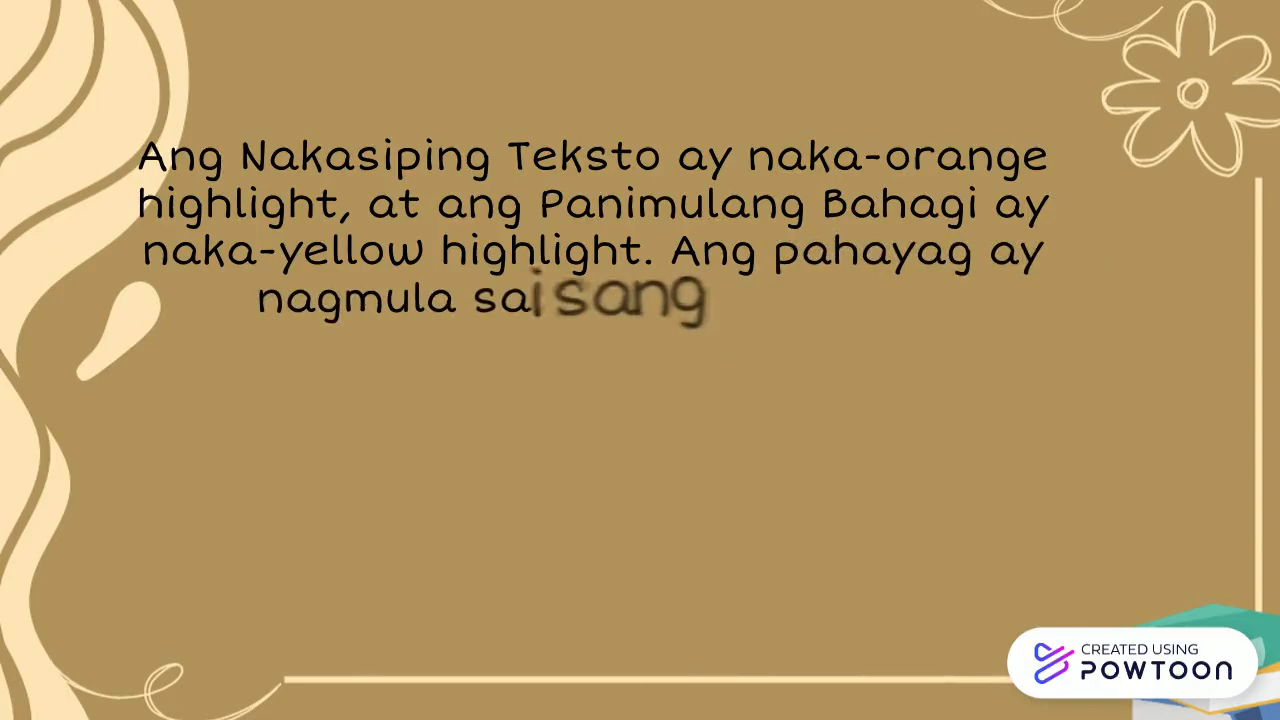 Ang Nakasiping Teksto ay naka-orange
highlight, at ang Panimulang Bahagi ay
naka-yellow highlight. Ang pahayag ay
nagmula sa isang
CREATED USING
POWTOON